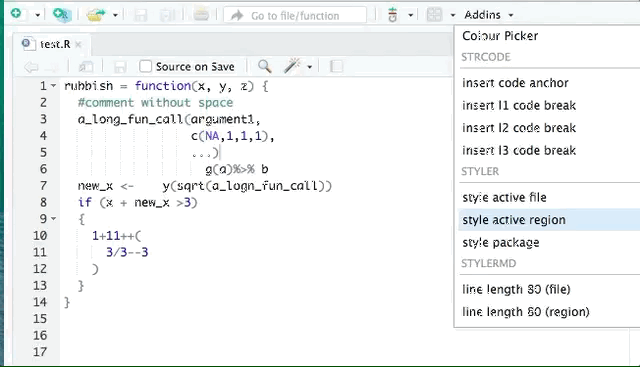 Go to file/function
Addins
test.R
Source on Save
1 rubbish = function(x, y, z) {
2 #comment without space
3 a_long_fun_call(argument1,
4 c(NA,1,1,1),
5 ...)
6 g(a)%>% b
7 new_x <- y(sqrt(a_logn_fun_call))
8 if (x + new_x >3)
9 {
10 1+11++(
11 3/3--3
12 )
13 }
14 }
15
16
17
Colour Picker
STRCODE
insert code anchor
insert l1 code break
insert l2 code break
insert l3 code break
STYLER
style active file
style active region
style package
STYLERMD
line length 80 (file)
line length 80 (region)